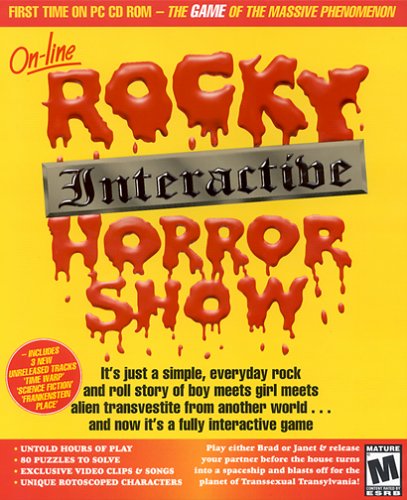 FIRST TIME ON PC CD ROM – THE GAME OF THE MASSIVE PHENOMENON
On-line
ROCKY
Interactive
HORROR
SHOW
– INCLUDES
3 NEW
UNRELEASED TRACKS
'TIME WARP'
'SCIENCE FICTION'
'FRANKENSTEIN
PLACE'
It's just a simple, everyday rock
and roll story of boy meets girl meets
alien transvestite from another world . . .
and now it's a fully interactive game
• UNTOLD HOURS OF PLAY
• 80 PUZZLES TO SOLVE
• EXCLUSIVE VIDEO CLIPS & SONGS
• UNIQUE ROTOSCOPED CHARACTERS
Play either Brad or Janet & release
your partner before the house turns
into a spaceship and blasts off for the
planet of Transsexual Transylvania!
MATURE
M
CONTENT RATED BY
ESRB